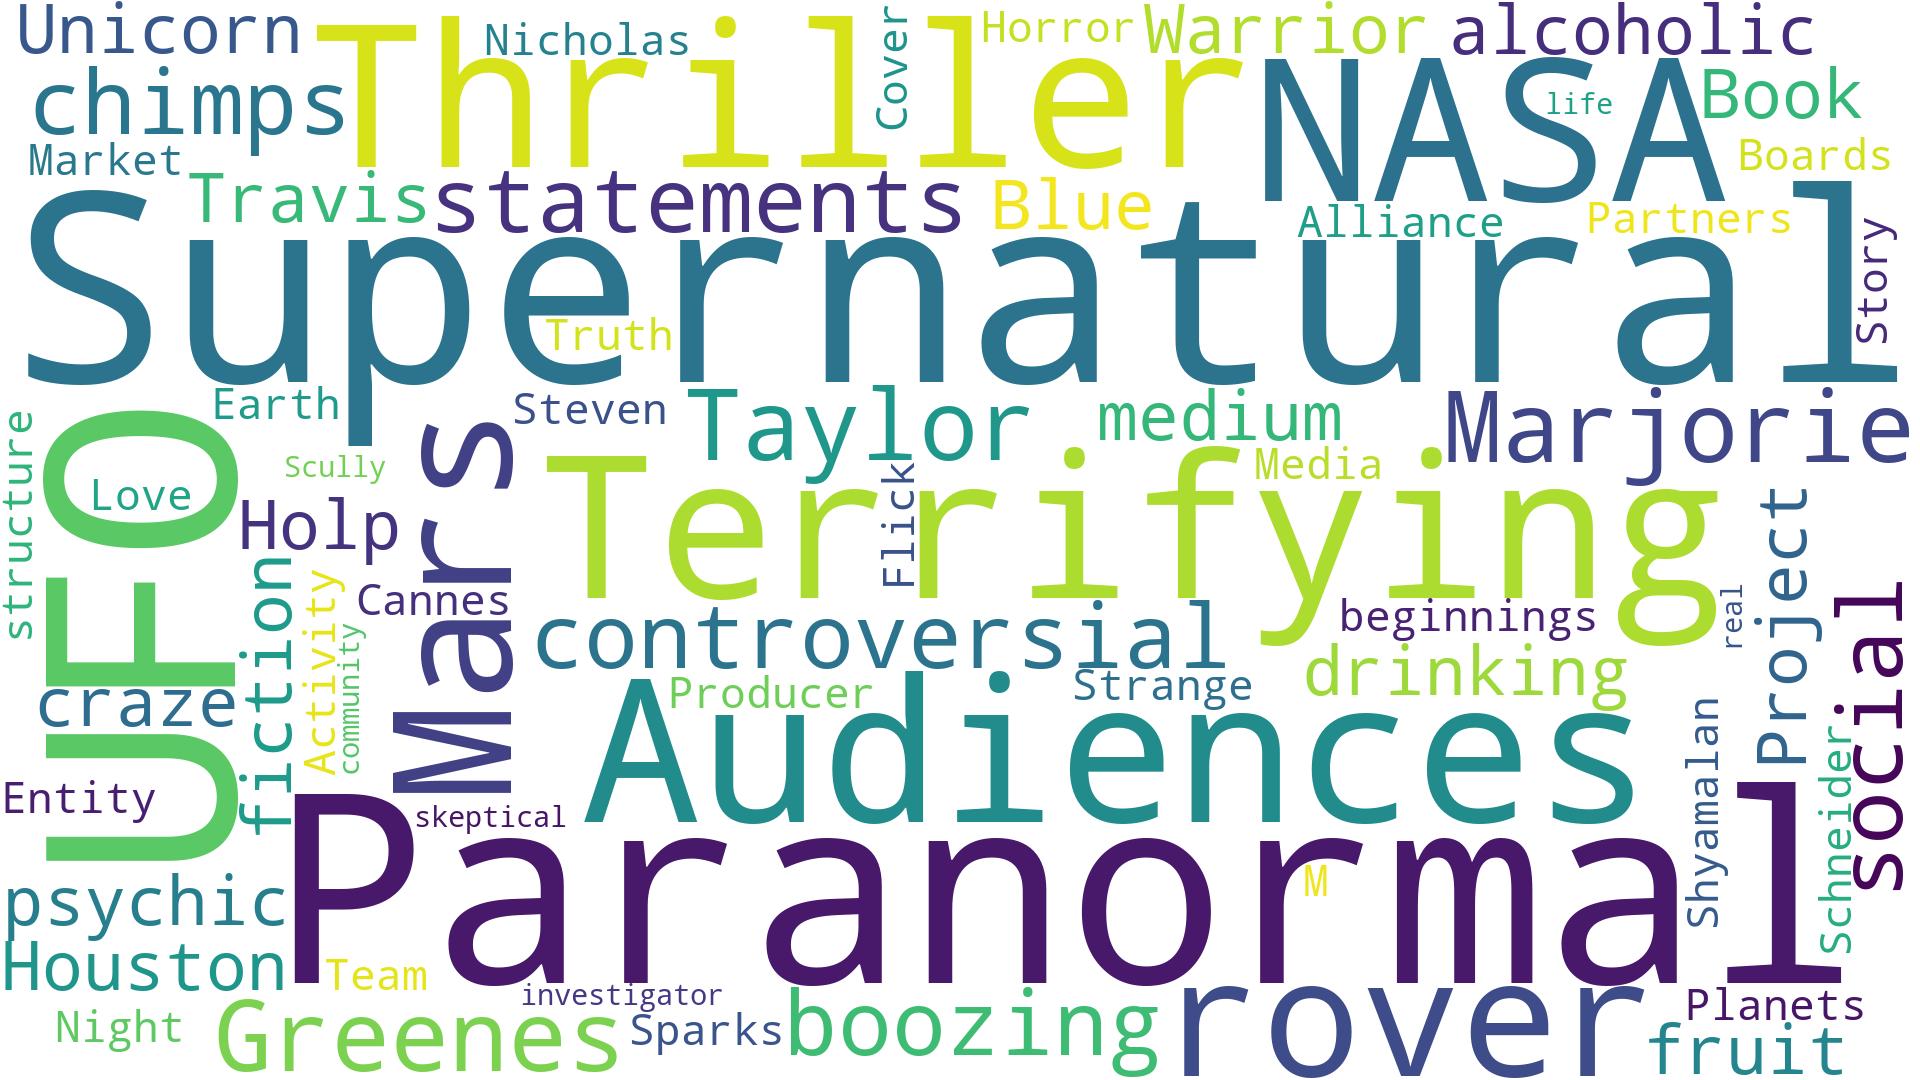 Unicorn
Thriller
Nicholas
Cover
Horror
Warrior
alcoholic
chimps
NASA
life
Book
Market
Boards
Travis
statements
Blue
Alliance
Partners
Supernatural
Story
Truth
Earth
Steven
Taylor
medium
Marjorie
structure
UFO
Love
Scully
Mars
Terrifying
Flick
Media
Holp
Project
fiction
Activity
community
Cannes
controversial
beginnings
real
social
craze
Producer
Strange
drinking
Audiences
Shyamalan
Schneider
Entity
skeptical
Paranormal
M
psychic
Houston
Team
investigator
Night
Greenes
Sparks
boozing
rover
Planets
fruit